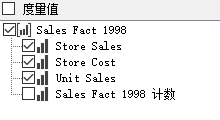 度量值
Sales Fact 1998
Store Sales
Store Cost
Unit Sales
Sales Fact 1998 计数